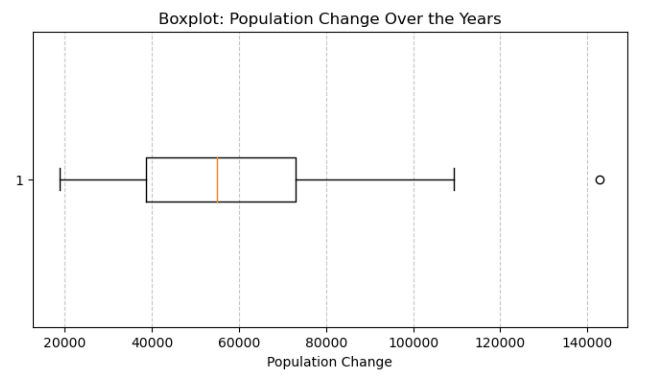 Boxplot: Population Change Over the Years
1
20000 40000 60000 80000 100000 120000 140000
Population Change